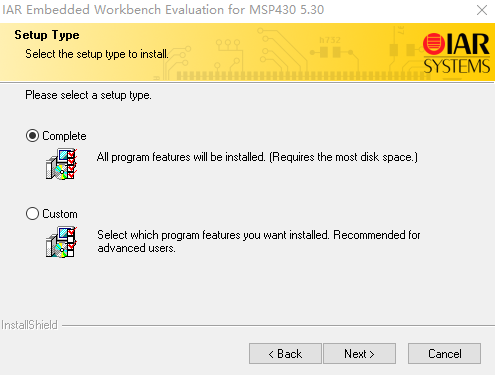 IAR Embedded Workbench Evaluation for MSP430 5.30
Setup Type
Select the setup type to install.
b732
IAR
SYSTEMS
Please select a setup type.
Complete
All program features will be installed. (Requires the most disk space.)
Custom
Select which program features you want installed. Recommended for
advanced users.
InstallShield
< Back
Next >
Cancel